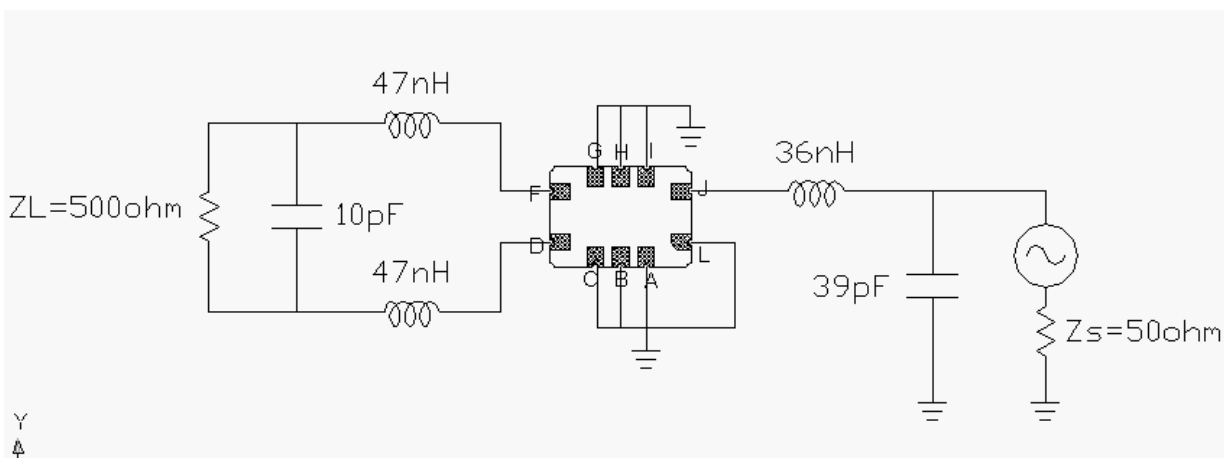 47nH
G H I
36nH
F
J
ZL=500ohm
10pF
D
L
C B A
47nH
39pF
Zs=50ohm
Y